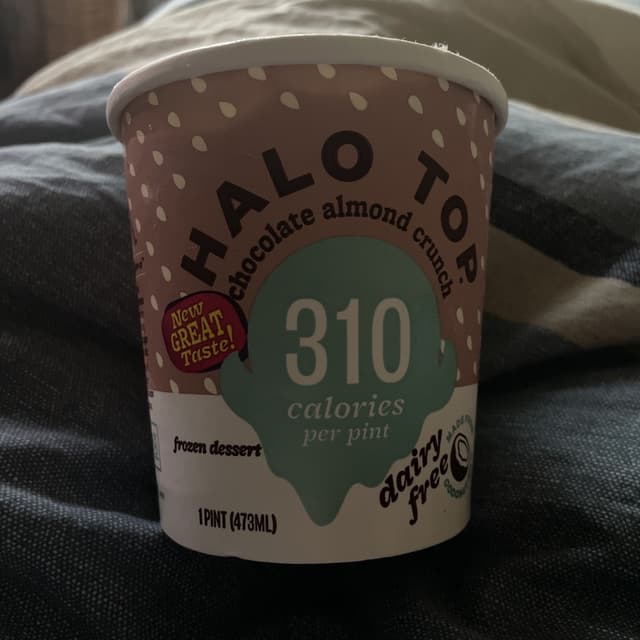 HALO TOP
chocolate almond crunch
New
GREAT
Taste!
310
calories
per pint
frozen dessert
dairy
free
1 PINT (473ML)